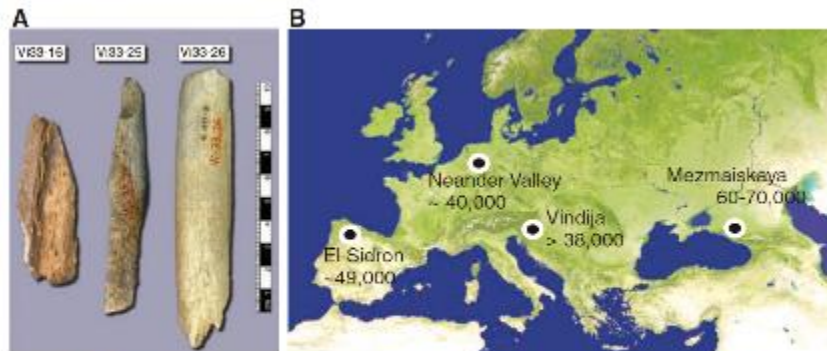 A
B
Vi33-16
Vi33-25
Vi33-26
Neander Valley
~ 40,000
Mezmaiskaya
60-70,000
Vindija
> 38,000
El Sidron
~49,000